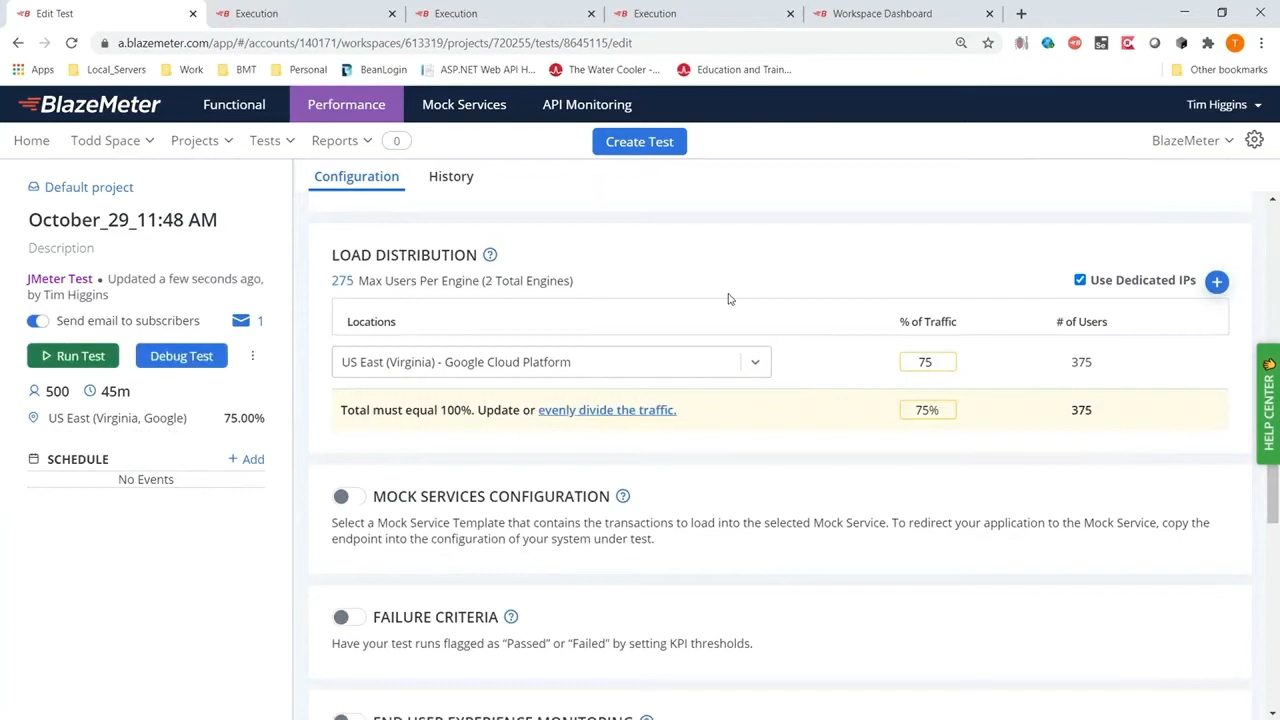 Edit Test
Execution
Execution
Execution
Workspace Dashboard
a.blazemeter.com/app/#/accounts/140171/workspaces/613319/projects/720255/tests/8645115/edit
T
Apps
Local_Servers
Work
BMT
Personal
BeanLogin
ASP.NET Web API H...
The Water Cooler -...
Education and Train...
Other bookmarks
BlazeMeter
Functional
Performance
Mock Services
API Monitoring
Tim Higgins
Home
Todd Space
Projects
Tests
Reports
0
Create Test
BlazeMeter
Default project
October_29_11:48 AM
Description
JMeter Test • Updated a few seconds ago,
by Tim Higgins
Send email to subscribers
1
Run Test
Debug Test
500
45m
US East (Virginia, Google)
75.00%
SCHEDULE
+ Add
No Events
Configuration
History
LOAD DISTRIBUTION ?
275 Max Users Per Engine (2 Total Engines)
Use Dedicated IPs
+
Locations
% of Traffic
# of Users
US East (Virginia) - Google Cloud Platform
75
375
Total must equal 100%. Update or evenly divide the traffic.
75%
375
MOCK SERVICES CONFIGURATION ?
Select a Mock Service Template that contains the transactions to load into the selected Mock Service. To redirect your application to the Mock Service, copy the
endpoint into the configuration of your system under test.
FAILURE CRITERIA ?
Have your test runs flagged as “Passed” or “Failed” by setting KPI thresholds.
END USER EXPERIENCE MONITORING
HELP CENTER